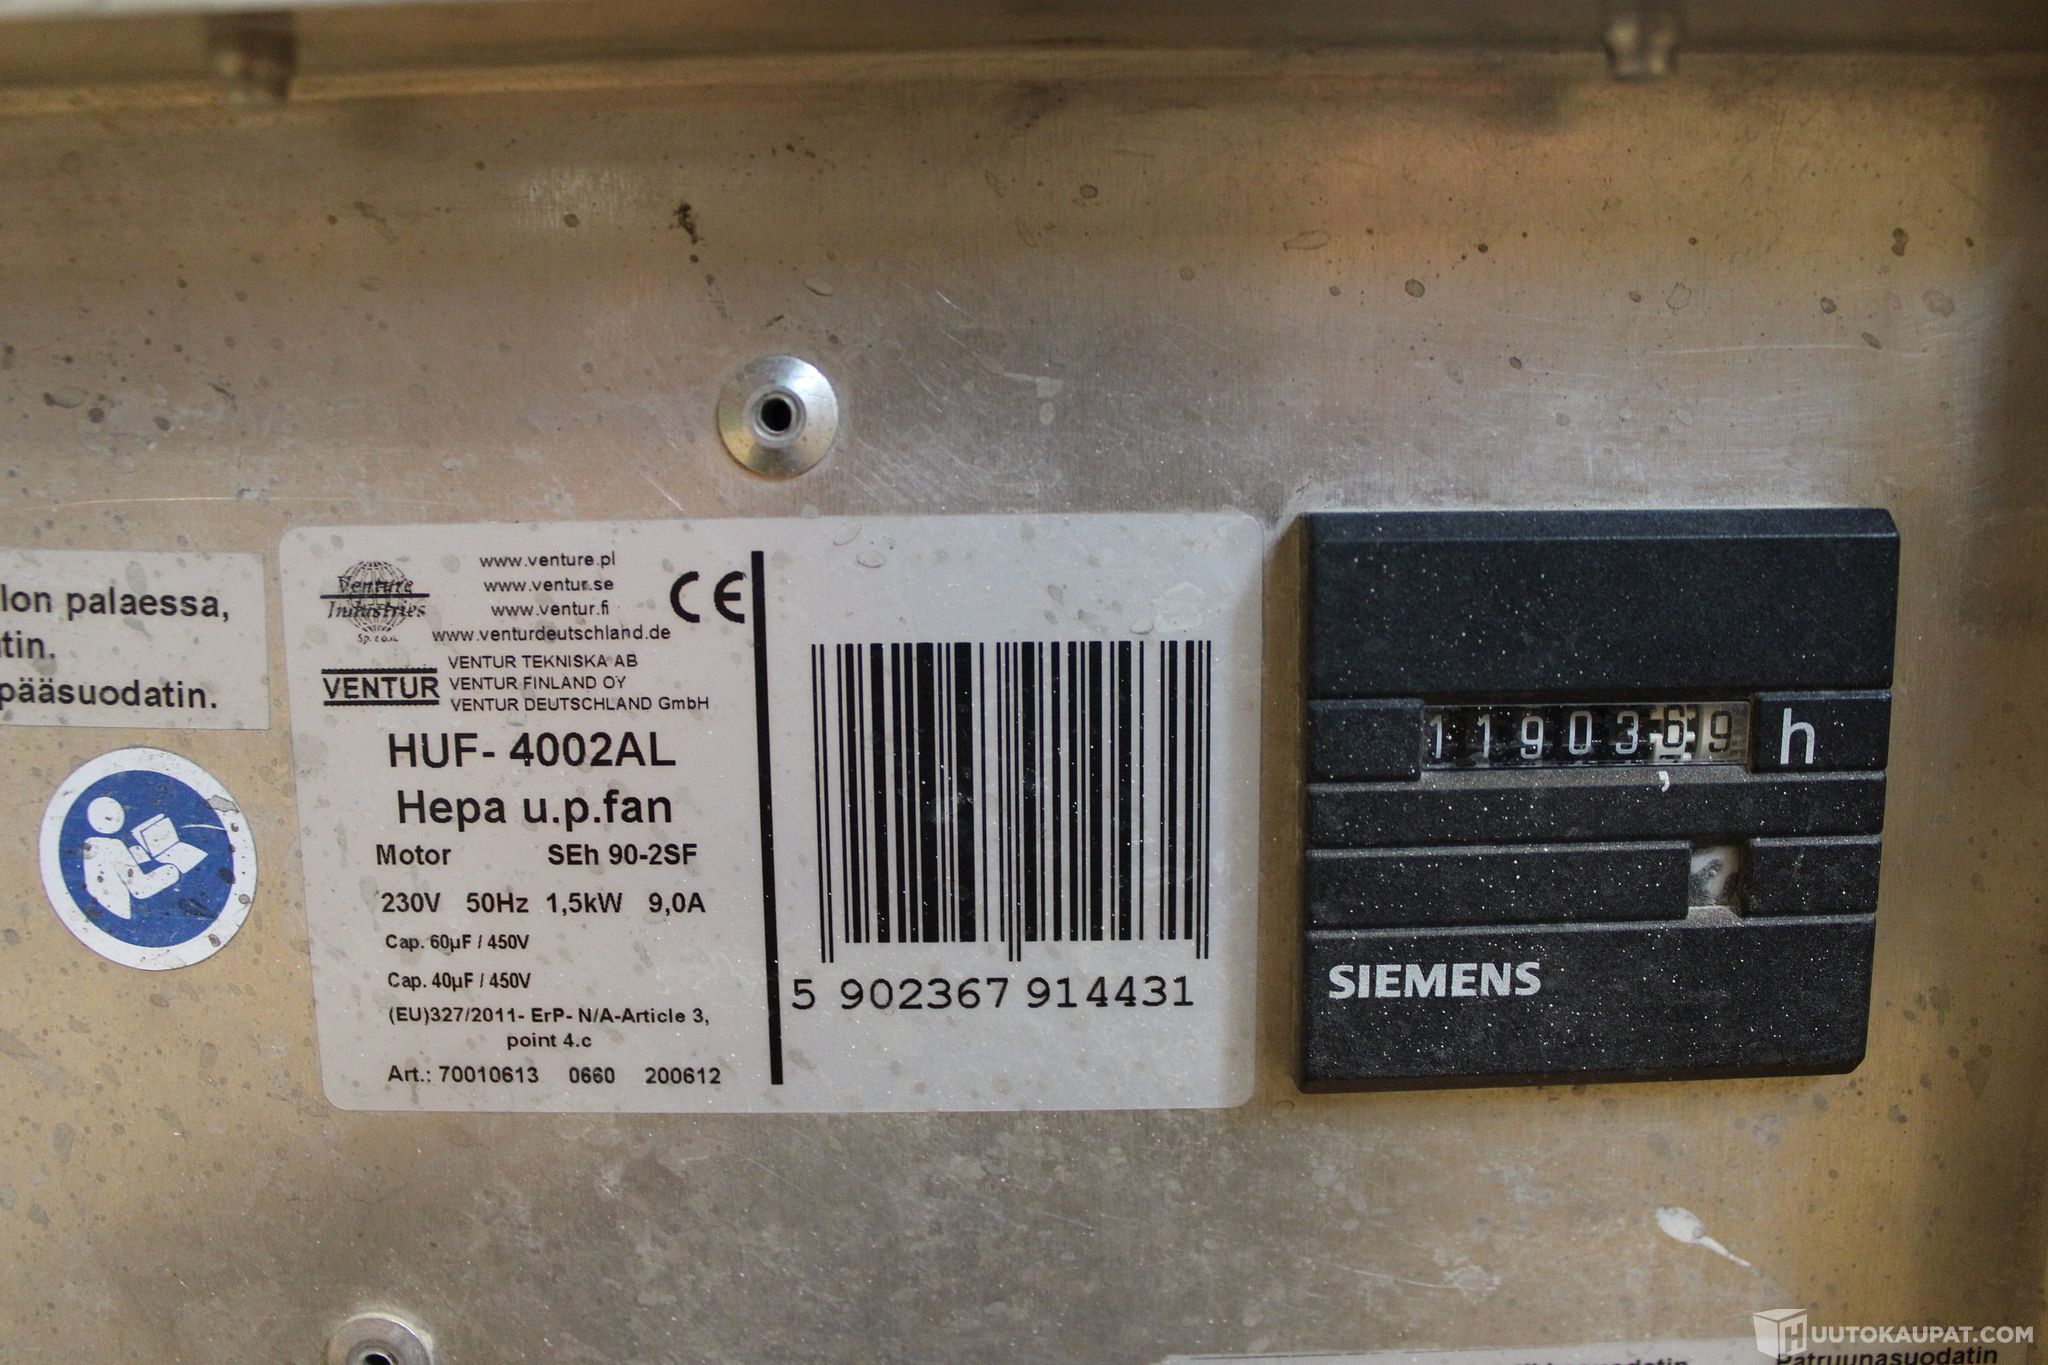 lon palaessa,
tin.
pääsuodatin.
Venture
Industries
Sp. z o.o.
www.venture.pl
www.ventur.se
www.ventur.fi
www.venturdeutschland.de
CE
VENTUR
VENTUR TEKNISKA AB
VENTUR FINLAND OY
VENTUR DEUTSCHLAND GmbH
HUF- 4002AL
Hepa u.p.fan
Motor SEh 90-2SF
230V 50Hz 1,5kW 9,0A
Cap. 60µF / 450V
Cap. 40µF / 450V
(EU)327/2011- ErP- N/A-Article 3,
point 4.c
Art.: 70010613 0660 200612
5 902367 914431
1190369 h
,
SIEMENS
Patruunasuodatin
HUUTOKAUPAT.COM